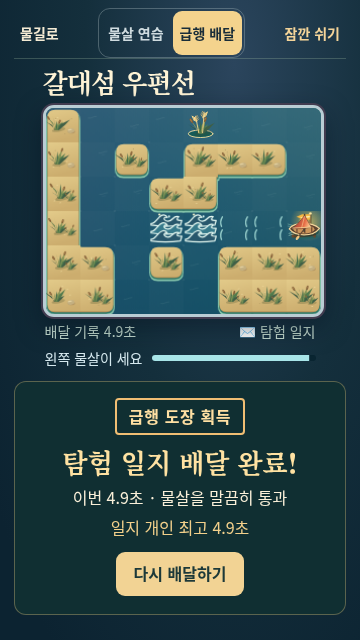 물길로
물살 연습
급행 배달
잠깐 쉬기
갈대섬 우편선
배달 기록 4.9초
탐험 일지
왼쪽 물살이 세요
급행 도장 획득
탐험 일지 배달 완료!
이번 4.9초 · 물살을 말끔히 통과
일지 개인 최고 4.9초
다시 배달하기